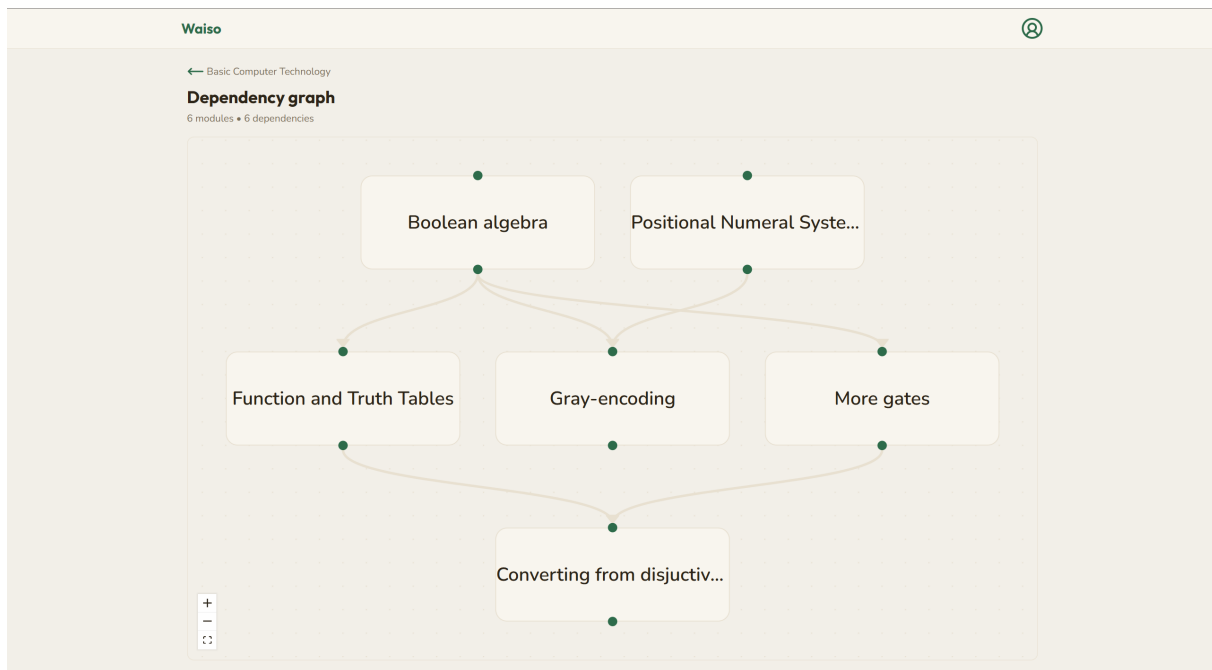 Waiso
← Basic Computer Technology
Dependency graph
6 modules • 6 dependencies
Boolean algebra
Positional Numeral Syste...
Function and Truth Tables
Gray-encoding
More gates
Converting from disjuctiv...
+
−